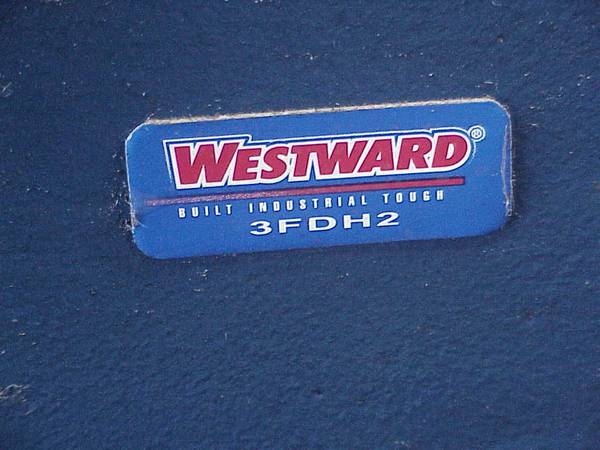 WESTWARD®
BUILT INDUSTRIAL TOUGH
3FDH2